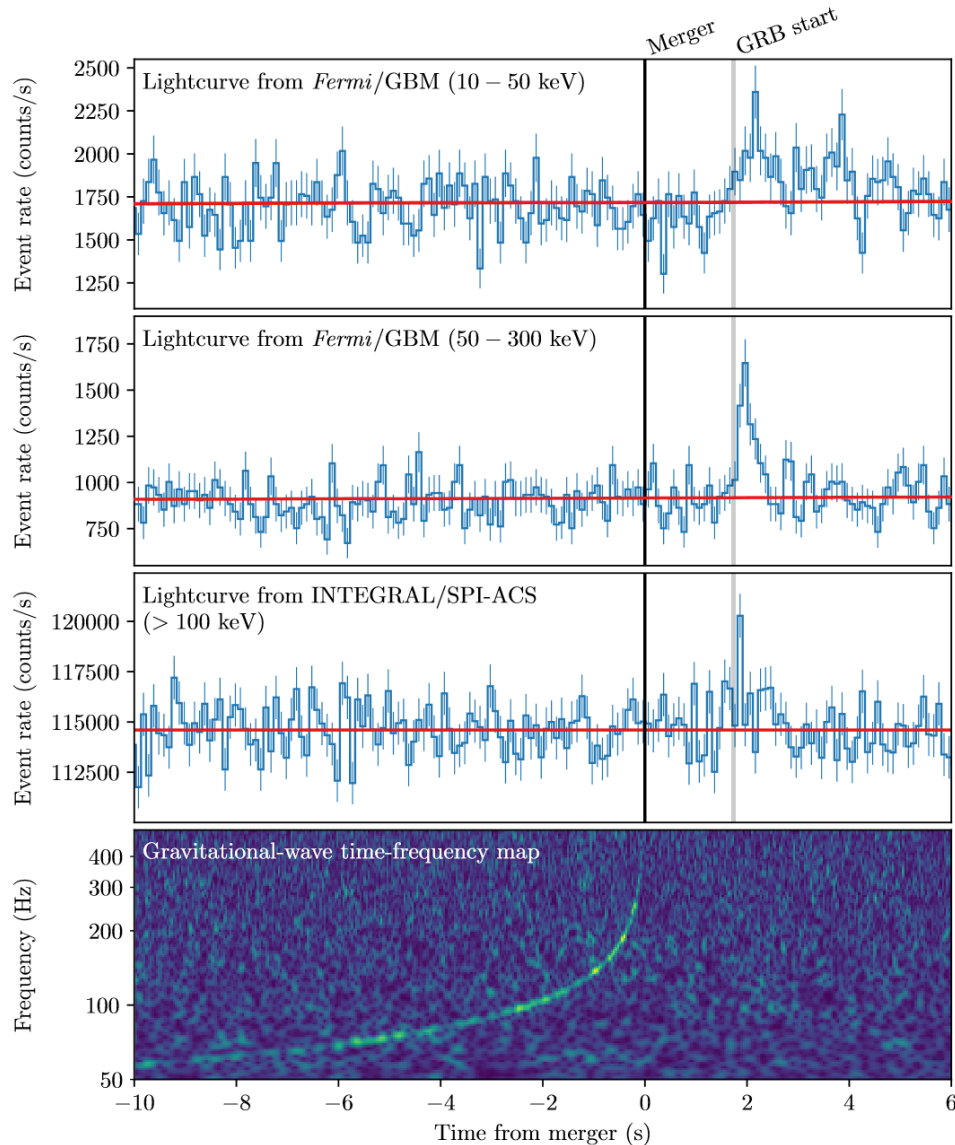 Merger
GRB start
Lightcurve from Fermi/GBM (10 − 50 keV)
Event rate (counts/s)
2500
2250
2000
1750
1500
1250
Lightcurve from Fermi/GBM (50 − 300 keV)
Event rate (counts/s)
1750
1500
1250
1000
750
Lightcurve from INTEGRAL/SPI-ACS
(> 100 keV)
Event rate (counts/s)
120000
117500
115000
112500
Gravitational-wave time-frequency map
Frequency (Hz)
400
300
200
100
50
−10 −8 −6 −4 −2 0 2 4 6
Time from merger (s)